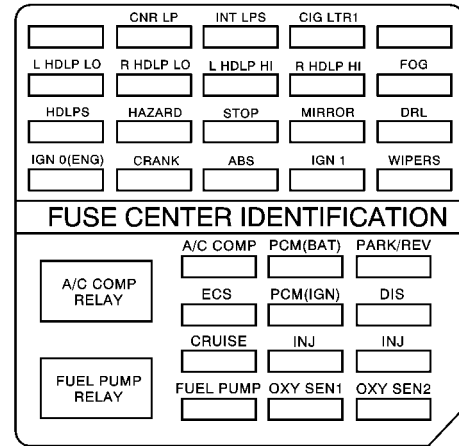 CNR LP INT LPS CIG LTR1
L HDLP LO R HDLP LO L HDLP HI R HDLP HI FOG
HDLPS HAZARD STOP MIRROR DRL
IGN 0(ENG) CRANK ABS IGN 1 WIPERS
FUSE CENTER IDENTIFICATION
A/C COMP PCM(BAT) PARK/REV
A/C COMP
RELAY
ECS PCM(IGN) DIS
CRUISE INJ INJ
FUEL PUMP
RELAY
FUEL PUMP OXY SEN1 OXY SEN2